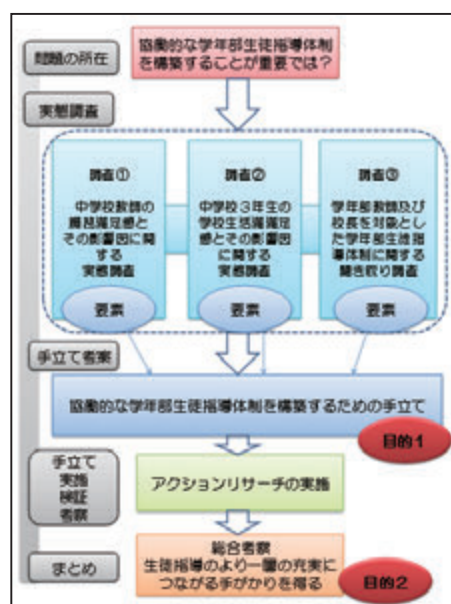 問題の所在
協働的な学年部生徒指導体制
を構築することが重要では？
実態調査
調査①
中学校教師の
職務満足感と
その影響因に関
する
実態調査
要素
調査②
中学校３年生の
学校生活満足
感とその影響因
に関する
実態調査
要素
調査③
学年部教師及び
校長を対象とし
た学年部生徒指
導体制に関する
聞き取り調査
要素
手立て考案
協働的な学年部生徒指導体制を構築するための手立て
目的1
手立て
実施
検証
考察
アクションリサーチの実施
まとめ
総合考察
生徒指導のより一層の充実に
つながる手がかりを得る
目的2